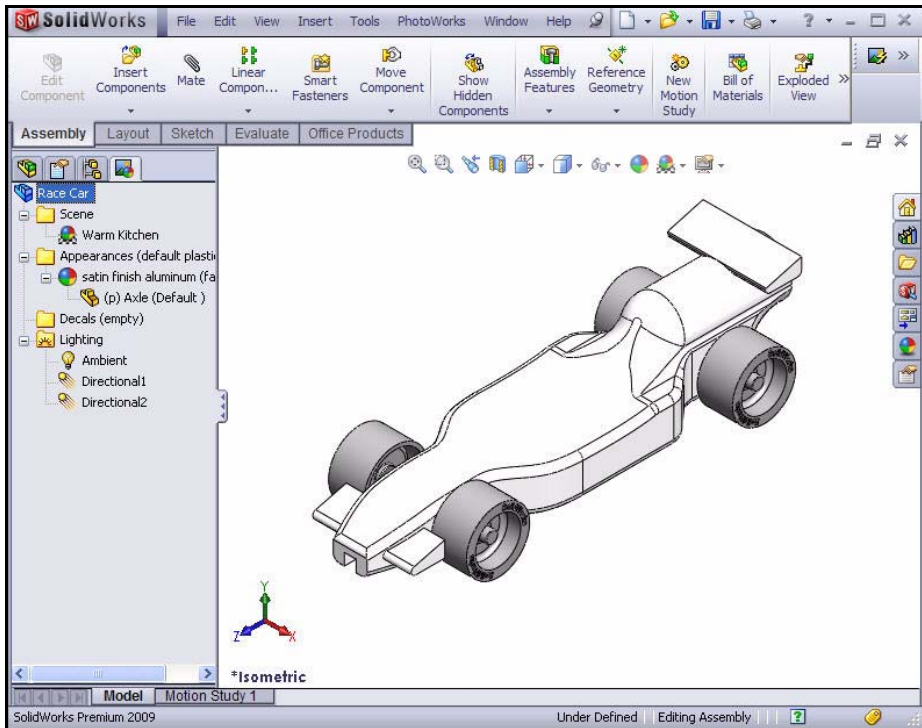 SolidWorks File Edit View Insert Tools PhotoWorks Window Help ?
Edit Component
Insert Components
Mate
Linear Compon...
Smart Fasteners
Move Component
Show Hidden Components
Assembly Features
Reference Geometry
New Motion Study
Bill of Materials
Exploded View
Assembly Layout Sketch Evaluate Office Products
Race Car
Scene
Warm Kitchen
Appearances (default plasti
satin finish aluminum (fa
(p) Axle (Default )
Decals (empty)
Lighting
Ambient
Directional1
Directional2
Y
Z X
*Isometric
Model Motion Study 1
SolidWorks Premium 2009 Under Defined Editing Assembly ?